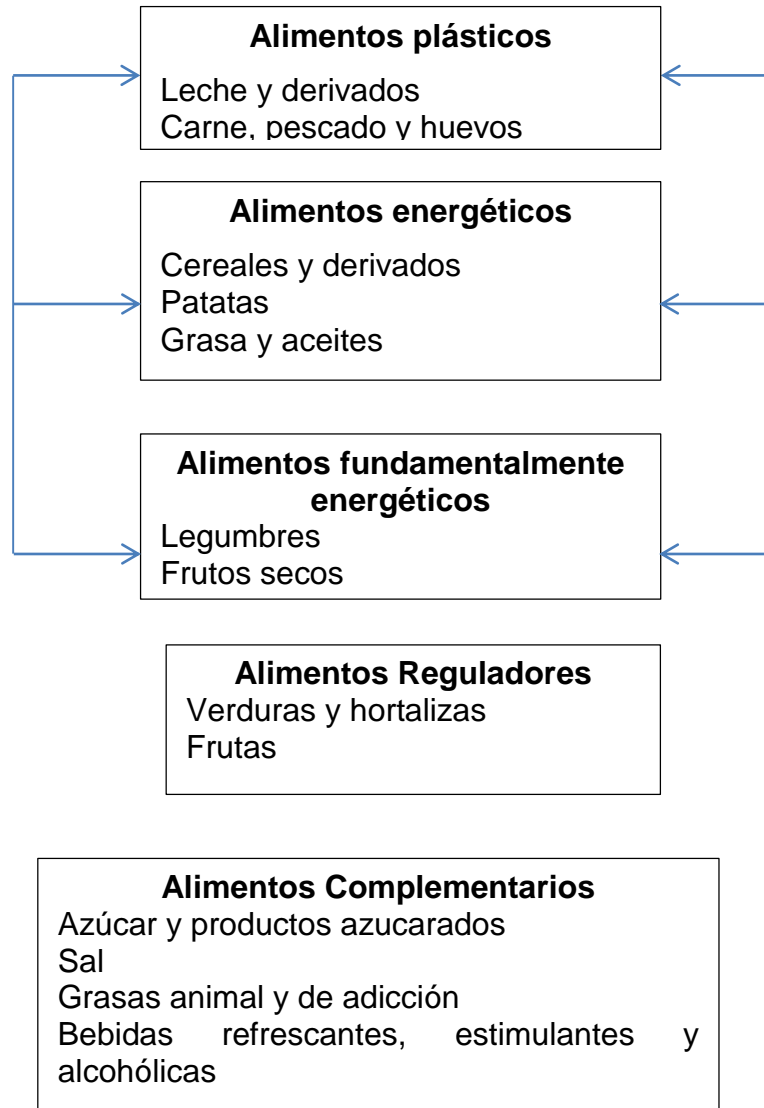 Alimentos plásticos
Leche y derivados
Carne, pescado y huevos
Alimentos energéticos
Cereales y derivados
Patatas
Grasa y aceites
Alimentos fundamentalmente
energéticos
Legumbres
Frutos secos
Alimentos Reguladores
Verduras y hortalizas
Frutas
Alimentos Complementarios
Azúcar y productos azucarados
Sal
Grasas animal y de adicción
Bebidas refrescantes, estimulantes y
alcohólicas